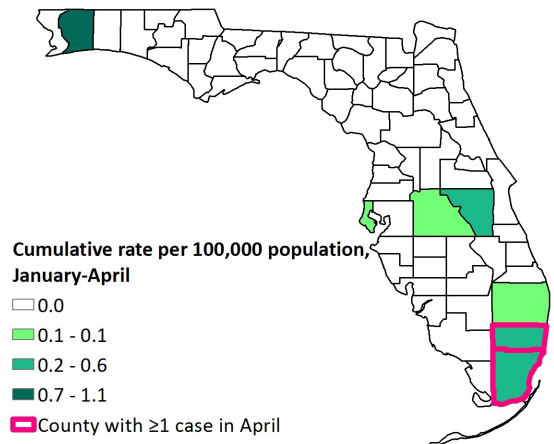 Cumulative rate per 100,000 population,
January-April
0.0
0.1 - 0.1
0.2 - 0.6
0.7 - 1.1
County with ≥1 case in April